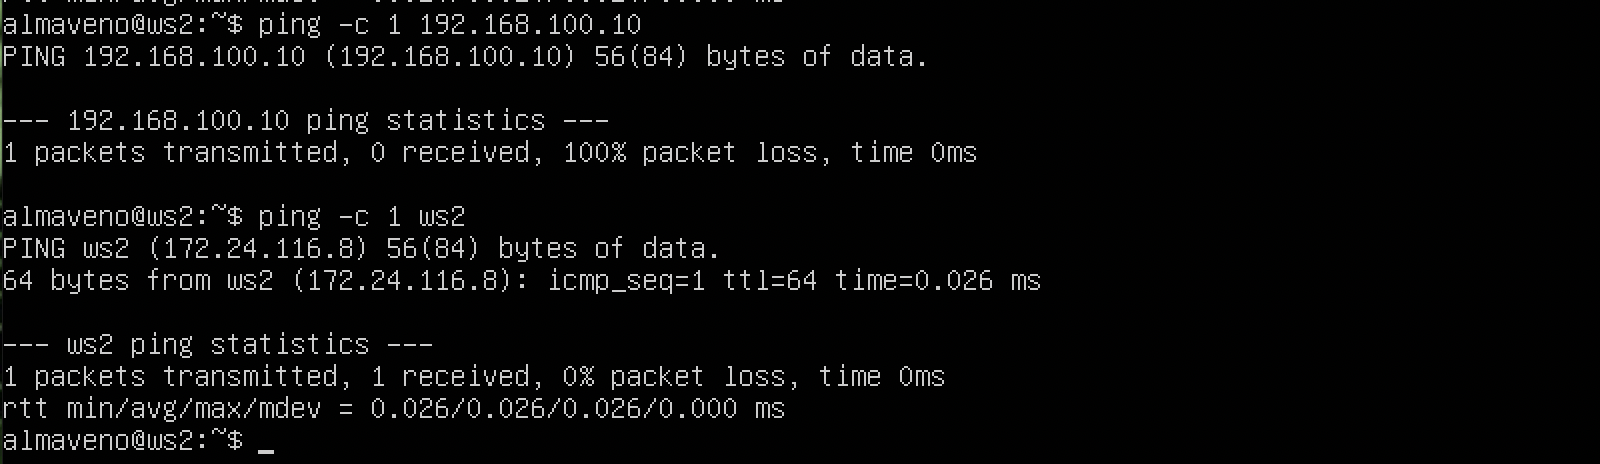 almaveno@ws2:~$ ping -c 1 192.168.100.10
PING 192.168.100.10 (192.168.100.10) 56(84) bytes of data.
--- 192.168.100.10 ping statistics ---
1 packets transmitted, 0 received, 100% packet loss, time 0ms
almaveno@ws2:~$ ping -c 1 ws2
PING ws2 (172.24.116.8) 56(84) bytes of data.
64 bytes from ws2 (172.24.116.8): icmp_seq=1 ttl=64 time=0.026 ms
--- ws2 ping statistics ---
1 packets transmitted, 1 received, 0% packet loss, time 0ms
rtt min/avg/max/mdev = 0.026/0.026/0.026/0.000 ms
almaveno@ws2:~$ _